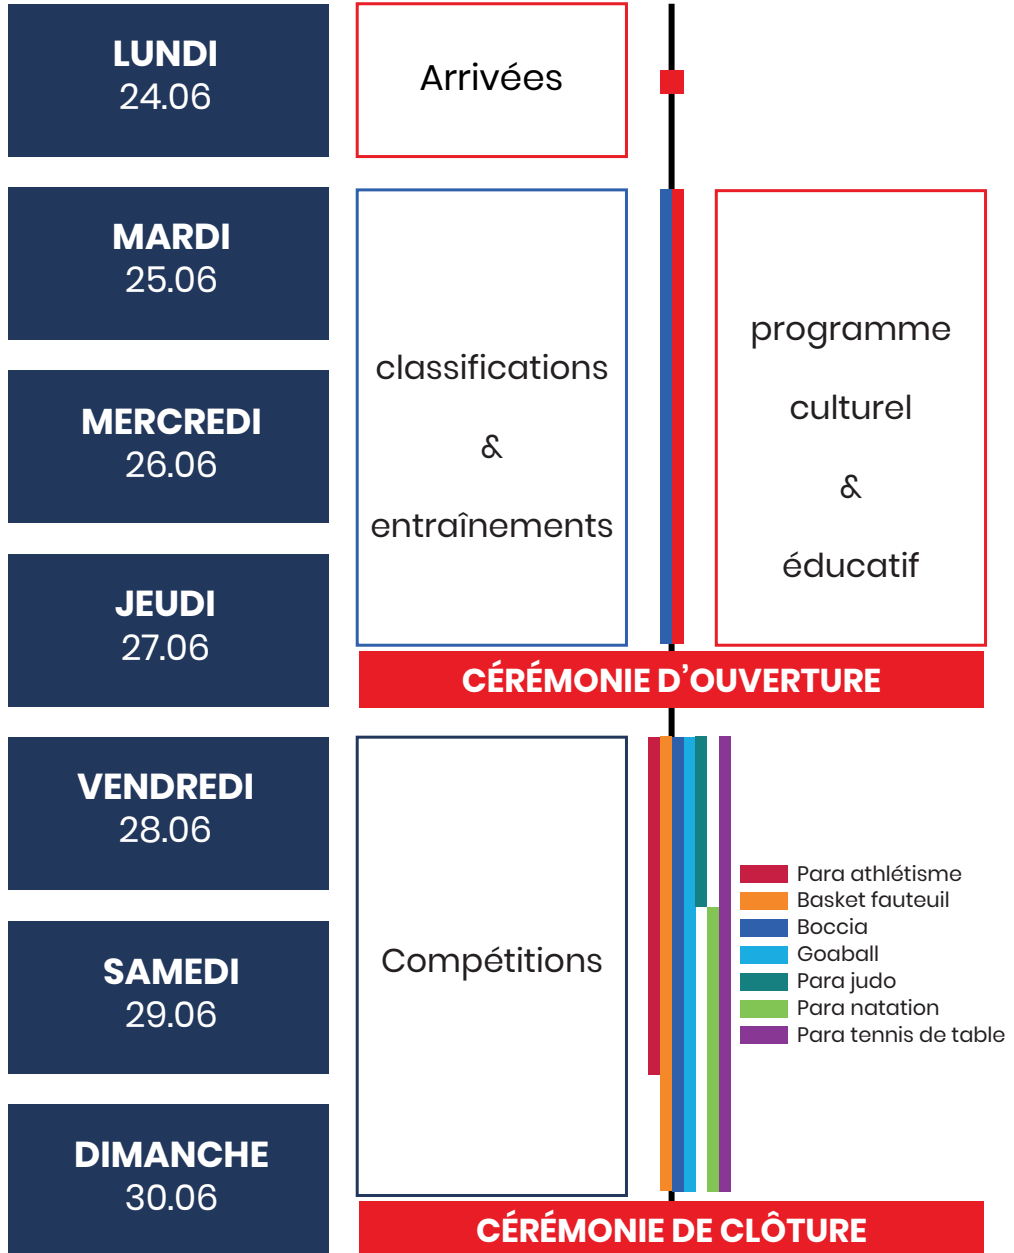 LUNDI
24.06
Arrivées
MARDI
25.06
MERCREDI
26.06
JEUDI
27.06
classifications
&
entraînements
programme
culturel
&
éducatif
CÉRÉMONIE D’OUVERTURE
VENDREDI
28.06
SAMEDI
29.06
DIMANCHE
30.06
Compétitions
Para athlétisme
Basket fauteuil
Boccia
Goaball
Para judo
Para natation
Para tennis de table
CÉRÉMONIE DE CLÔTURE